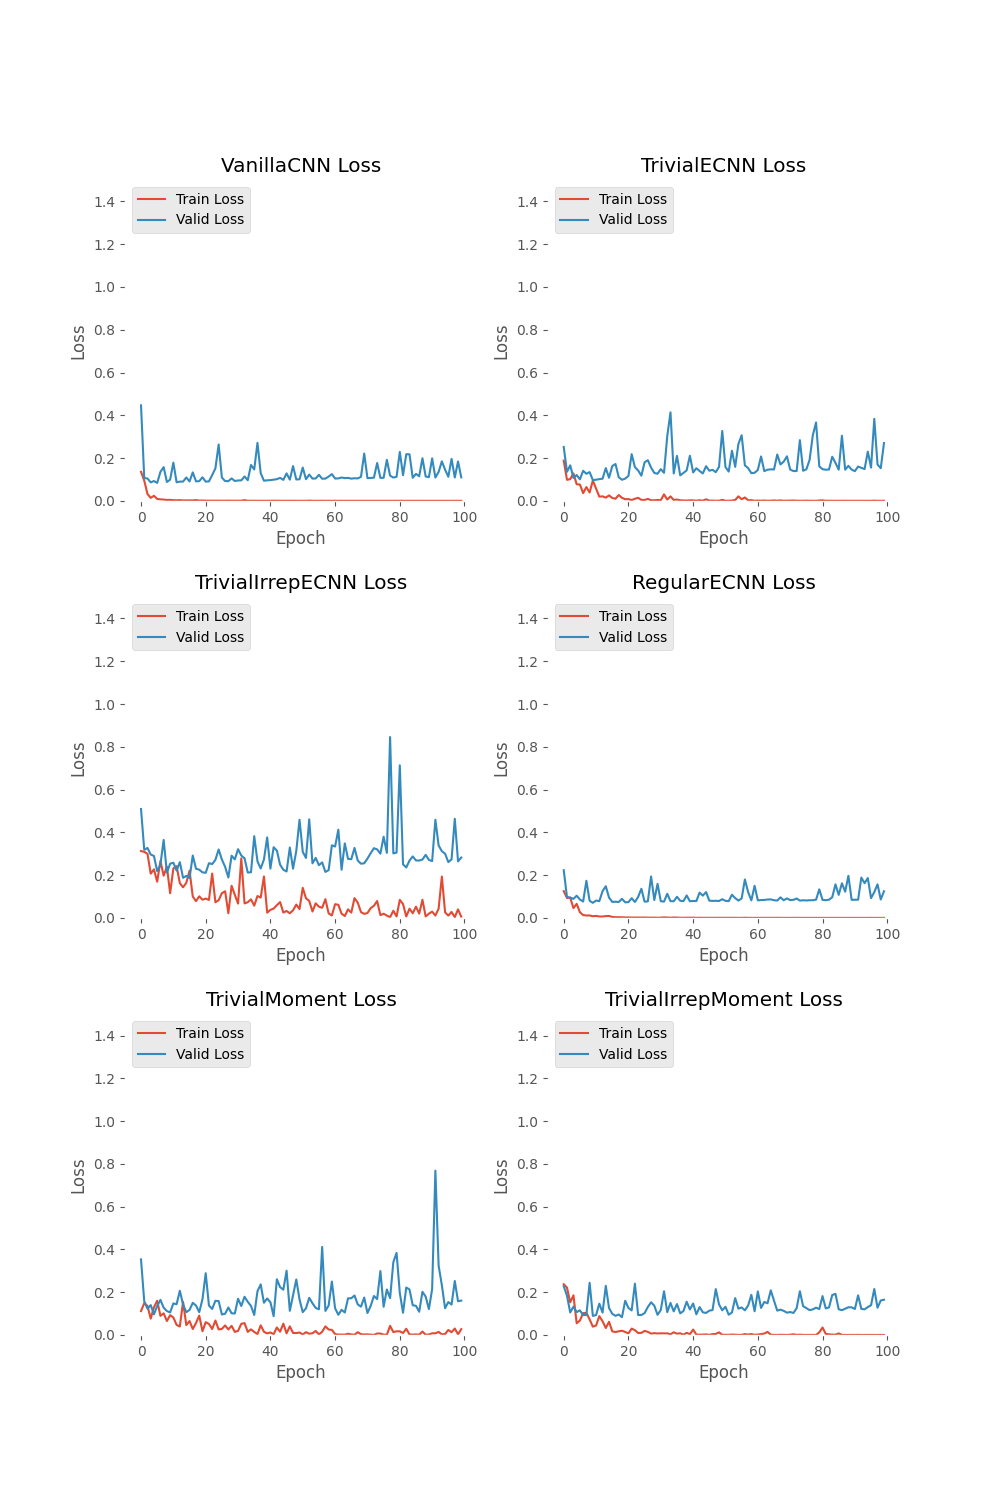 VanillaCNN Loss
Train Loss
Valid Loss
1.4
1.2
1.0
0.8
0.6
0.4
0.2
0.0
Loss
0 20 40 60 80 100
Epoch
TrivialECNN Loss
Train Loss
Valid Loss
1.4
1.2
1.0
0.8
0.6
0.4
0.2
0.0
Loss
0 20 40 60 80 100
Epoch
TrivialIrrepECNN Loss
Train Loss
Valid Loss
1.4
1.2
1.0
0.8
0.6
0.4
0.2
0.0
Loss
0 20 40 60 80 100
Epoch
RegularECNN Loss
Train Loss
Valid Loss
1.4
1.2
1.0
0.8
0.6
0.4
0.2
0.0
Loss
0 20 40 60 80 100
Epoch
TrivialMoment Loss
Train Loss
Valid Loss
1.4
1.2
1.0
0.8
0.6
0.4
0.2
0.0
Loss
0 20 40 60 80 100
Epoch
TrivialIrrepMoment Loss
Train Loss
Valid Loss
1.4
1.2
1.0
0.8
0.6
0.4
0.2
0.0
Loss
0 20 40 60 80 100
Epoch